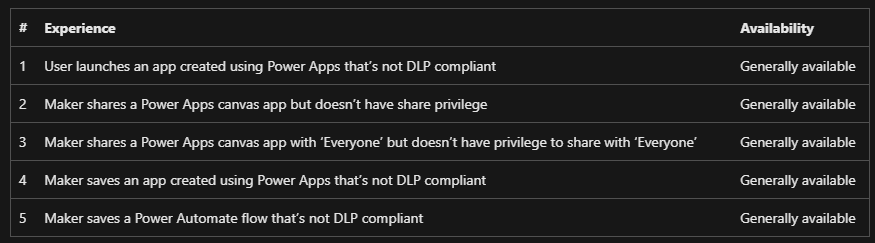 # Experience Availability
1 User launches an app created using Power Apps that's not DLP compliant Generally available
2 Maker shares a Power Apps canvas app but doesn't have share privilege Generally available
3 Maker shares a Power Apps canvas app with ‘Everyone’ but doesn't have privilege to share with ‘Everyone’ Generally available
4 Maker saves an app created using Power Apps that's not DLP compliant Generally available
5 Maker saves a Power Automate flow that's not DLP compliant Generally available